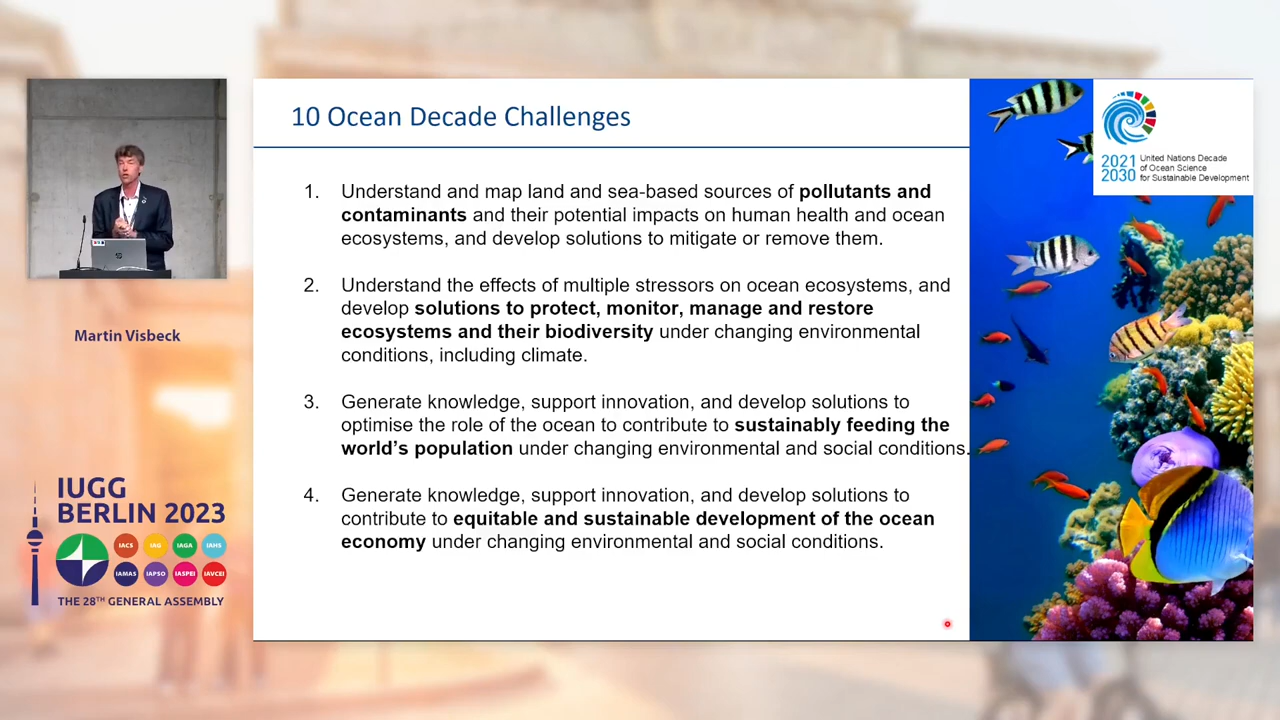 10 Ocean Decade Challenges
2021
2030
United Nations Decade
of Ocean Science
for Sustainable Development
1. Understand and map land and sea-based sources of pollutants and
contaminants and their potential impacts on human health and ocean
ecosystems, and develop solutions to mitigate or remove them.
2. Understand the effects of multiple stressors on ocean ecosystems, and
develop solutions to protect, monitor, manage and restore
ecosystems and their biodiversity under changing environmental
conditions, including climate.
3. Generate knowledge, support innovation, and develop solutions to
optimise the role of the ocean to contribute to sustainably feeding the
world’s population under changing environmental and social conditions.
4. Generate knowledge, support innovation, and develop solutions to
contribute to equitable and sustainable development of the ocean
economy under changing environmental and social conditions.
Martin Visbeck
IUGG
BERLIN 2023
IACS IAG IAGA IAHS
IAMAS IAPSO IASPEI IAVCEI
THE 28TH GENERAL ASSEMBLY